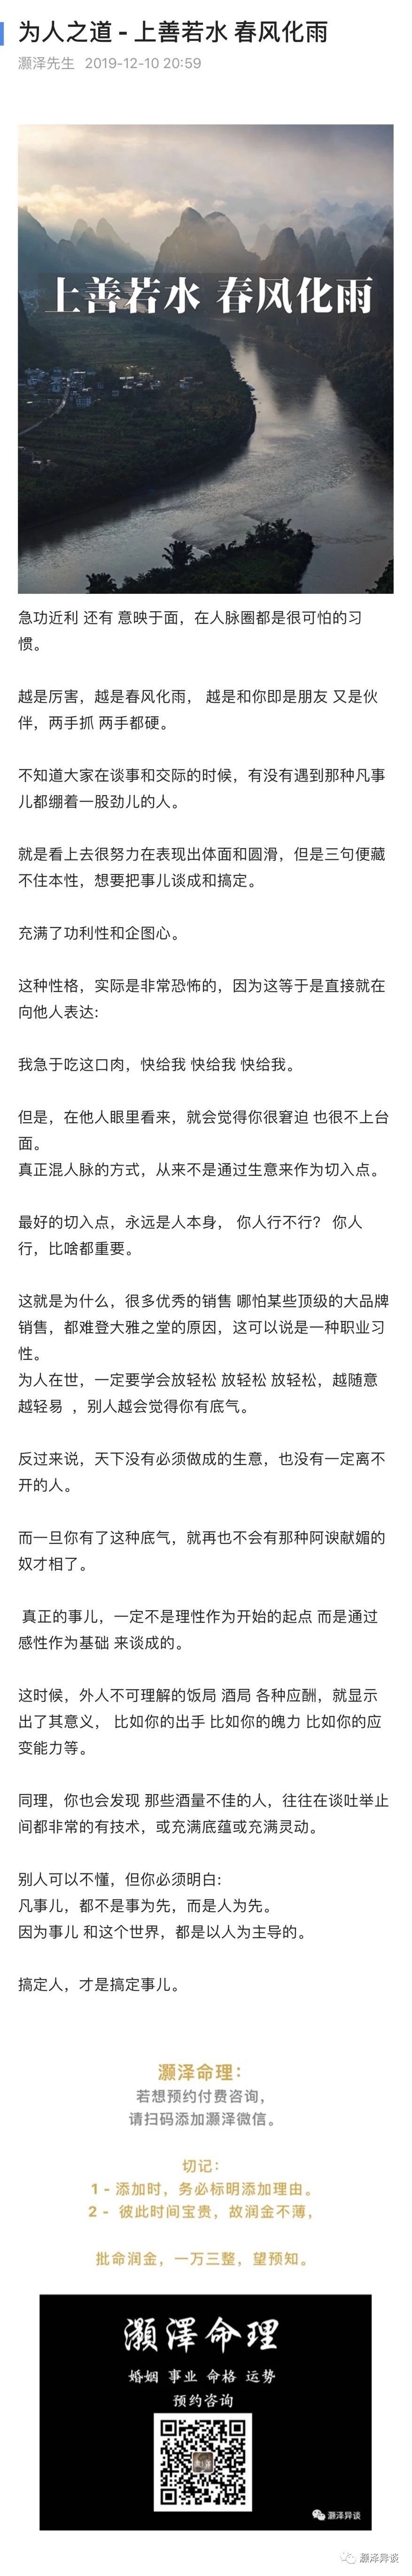 为人之道 - 上善若水 春风化雨
灏泽先生 2019-12-10 20:59
上善若水 春风化雨
急功近利 还有 意映于面，在人脉圈都是很可怕的习
惯。
越是厉害，越是春风化雨， 越是和你即是朋友 又是伙
伴，两手抓 两手都硬。
不知道大家在谈事和交际的时候，有没有遇到那种凡事
儿都绷着一股劲儿的人。
就是看上去很努力在表现出体面和圆滑，但是三句便藏
不住本性，想要把事儿谈成和搞定。
充满了功利性和企图心。
这种性格，实际是非常恐怖的，因为这等于是直接就在
向他人表达:
我急于吃这口肉，快给我 快给我 快给我。
但是，在他人眼里看来，就会觉得你很窘迫 也很不上台
面。
真正混人脉的方式，从来不是通过生意来作为切入点。
最好的切入点，永远是人本身， 你人行不行？ 你人
行，比啥都重要。
这就是为什么，很多优秀的销售 哪怕某些顶级的大品牌
销售，都难登大雅之堂的原因，这可以说是一种职业习
性。
为人在世，一定要学会放轻松 放轻松 放轻松，越随意
越轻易 ，别人越会觉得你有底气。
反过来说，天下没有必须做成的生意，也没有一定离不
开的人。
而一旦你有了这种底气，就再也不会有那种阿谀献媚的
奴才相了。
真正的事儿，一定不是理性作为开始的起点 而是通过
感性作为基础 来谈成的。
这时候，外人不可理解的饭局 酒局 各种应酬，就显示
出了其意义， 比如你的出手 比如你的魄力 比如你的应
变能力等。
同理，你也会发现 那些酒量不佳的人，往往在谈吐举止
间都非常的有技术，或充满底蕴或充满灵动。
别人可以不懂，但你必须明白:
凡事儿，都不是事为先，而是人为先。
因为事儿 和这个世界，都是以人为主导的。
搞定人，才是搞定事儿。
灏泽命理：
若想预约付费咨询，
请扫码添加灏泽微信。
切记：
1 - 添加时，务必标明添加理由。
2 - 彼此时间宝贵，故润金不薄，
批命润金，一万三整，望预知。
灏澤命理
婚姻 事业 命格 运势
预约咨询
灏泽异谈
灏泽异谈